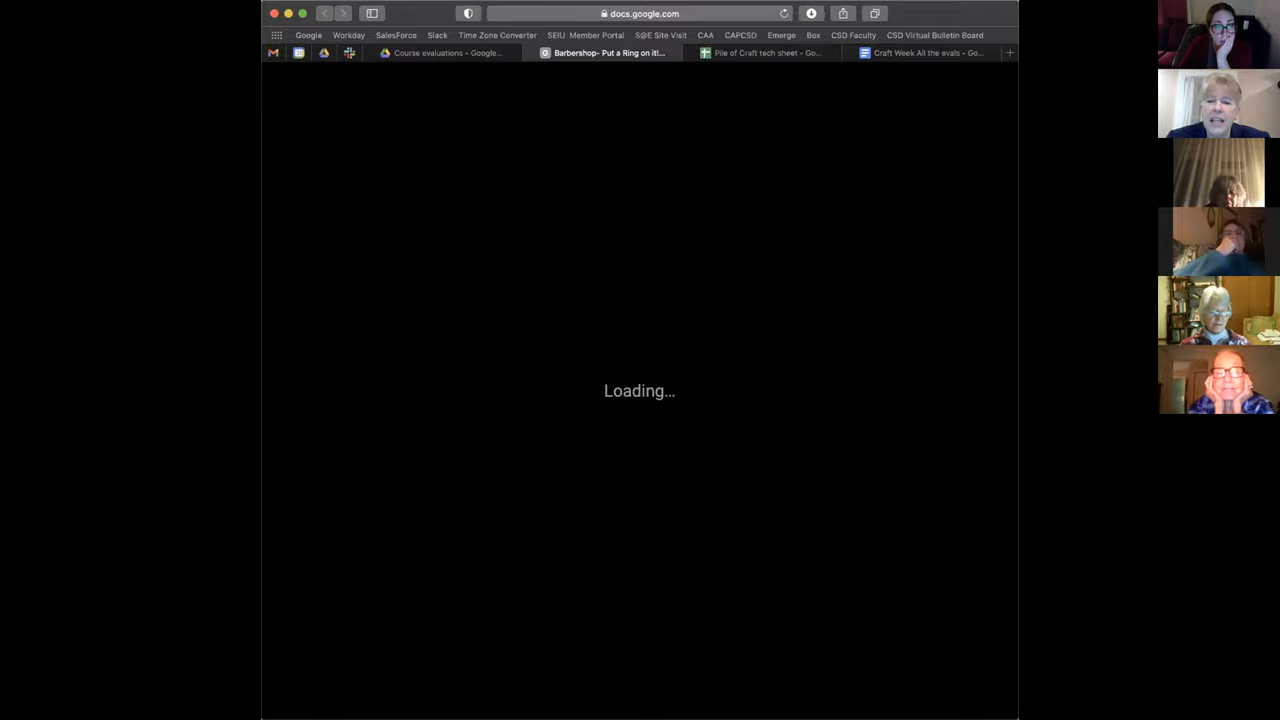 docs.google.com
Google Workday SalesForce Slack Time Zone Converter SEIU Member Portal S@E Site Visit CAA CAPCSD Emerge Box CSD Faculty CSD Virtual Bulletin Board
Course evaluations - Google... Barbershop- Put a Ring on it!... Pile of Craft tech sheet - Go... Craft Week All the evals - Go...
Loading...